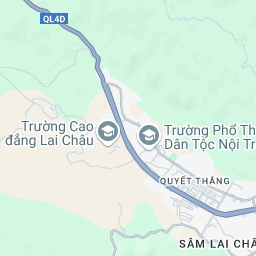 QL4D
Trường Cao
đẳng Lai Châu
Trường Phổ Th
Dân Tộc Nội Tr
QUYẾT THẮNG
SÂM LAI CHÂ